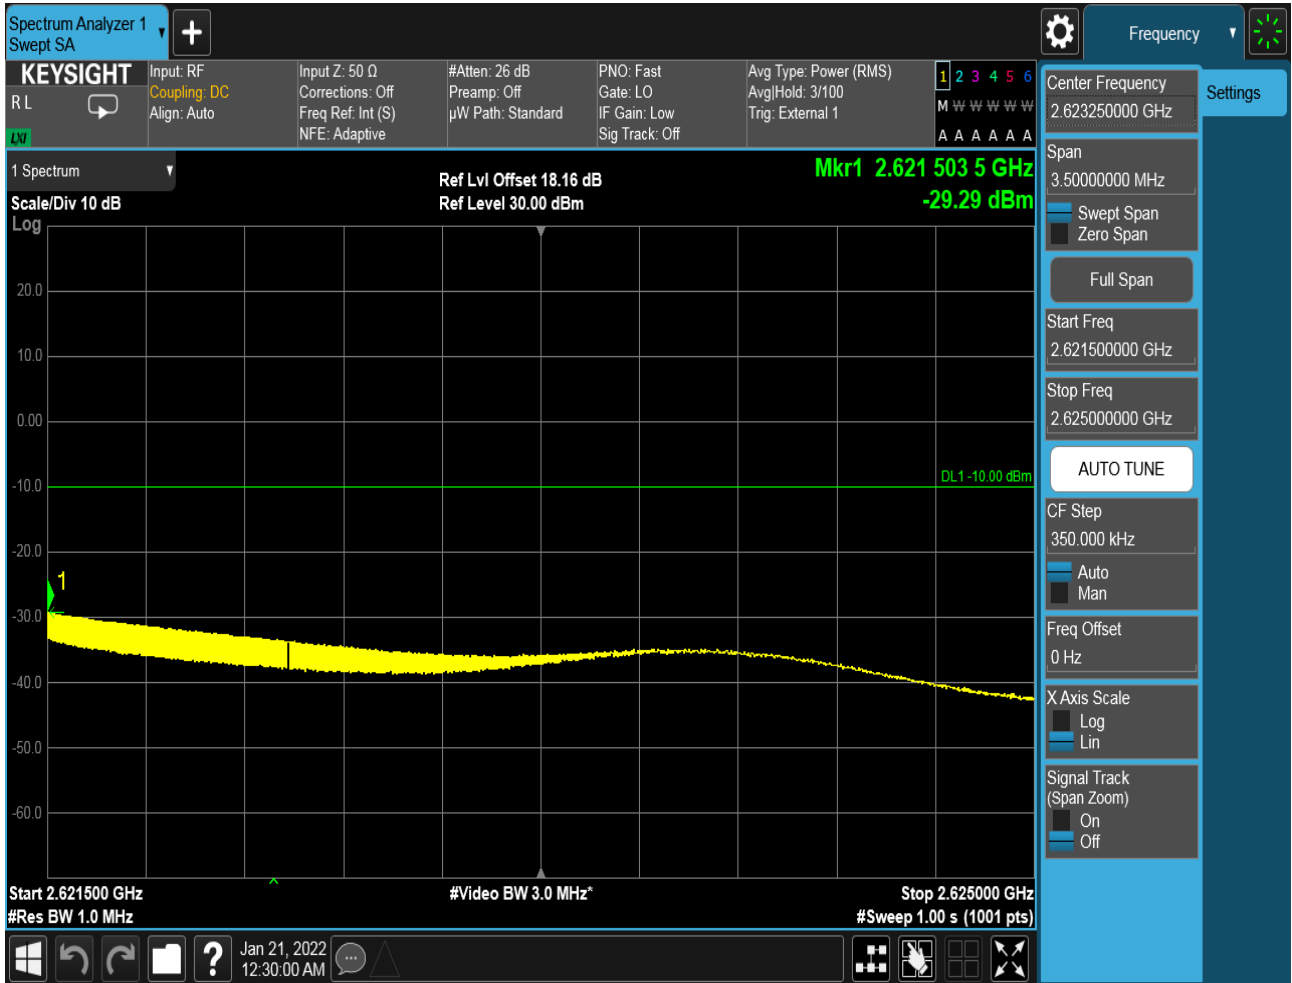 Spectrum Analyzer 1
Swept SA
Frequency
KEYSIGHT
R L
LXI
Input: RF
Coupling: DC
Align: Auto
Input Z: 50 Ω
Corrections: Off
Freq Ref: Int (S)
NFE: Adaptive
#Atten: 26 dB
Preamp: Off
µW Path: Standard
PNO: Fast
Gate: LO
IF Gain: Low
Sig Track: Off
Avg Type: Power (RMS)
Avg|Hold: 3/100
Trig: External 1
1 2 3 4 5 6
M W W W W W
A A A A A A
1 Spectrum
Scale/Div 10 dB
Log
Ref Lvl Offset 18.16 dB
Ref Level 30.00 dBm
Mkr1 2.621 503 5 GHz
-29.29 dBm
20.0
10.0
0.00
-10.0
DL1 -10.00 dBm
-20.0
1
-30.0
-40.0
-50.0
-60.0
Start 2.621500 GHz
#Res BW 1.0 MHz
#Video BW 3.0 MHz*
Stop 2.625000 GHz
#Sweep 1.00 s (1001 pts)
Jan 21, 2022
12:30:00 AM
Settings
Center Frequency
2.623250000 GHz
Span
3.50000000 MHz
Swept Span
Zero Span
Full Span
Start Freq
2.621500000 GHz
Stop Freq
2.625000000 GHz
AUTO TUNE
CF Step
350.000 kHz
Auto
Man
Freq Offset
0 Hz
X Axis Scale
Log
Lin
Signal Track
(Span Zoom)
On
Off